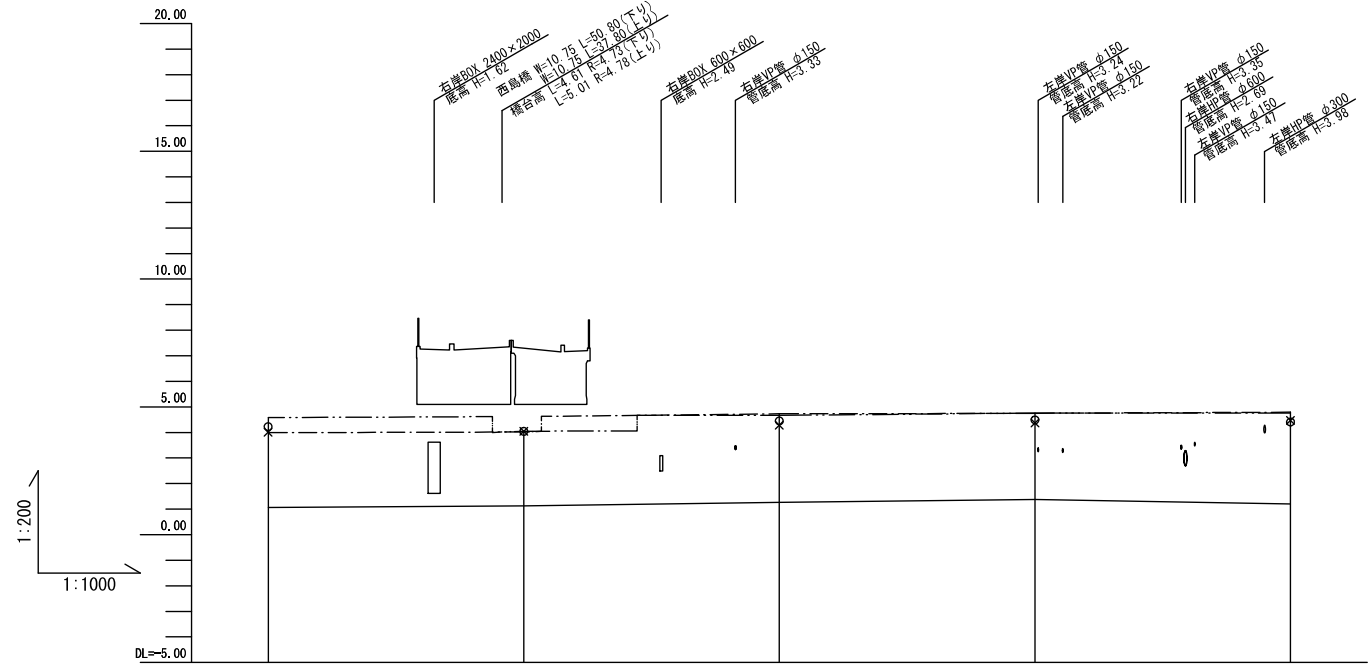 20.00
15.00
10.00
5.00
0.00
DL=-5.00
1:200
1:1000
右岸BOX 2400×2000
底高 H=1.62
西島橋 W=10.75 L=50.80(下り)
W=10.75 L=37.80(上り)
橋台高 L=4.61 R=4.73(下り)
L=5.01 R=4.78(上り)
右岸BOX 600×600
底高 H=2.49
右岸VP管 φ150
管底高 H=3.33
左岸VP管 φ150
管底高 H=3.24
左岸VP管 φ150
管底高 H=3.22
右岸VP管 φ150
管底高 H=3.35
右岸HP管 φ600
管底高 H=2.69
左岸VP管 φ150
管底高 H=3.47
左岸HP管 φ300
管底高 H=3.98